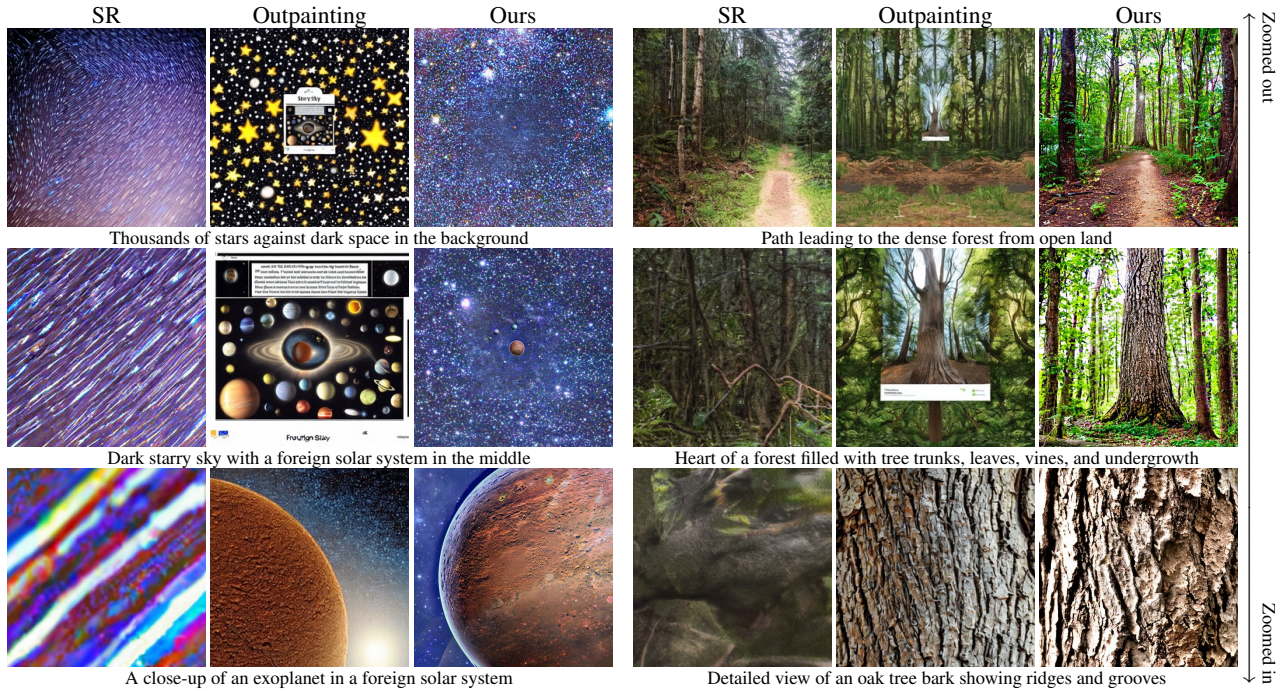 SR Outpainting Ours SR Outpainting Ours
Zoomed out
Story Sky
Thousands of stars against dark space in the background
Path leading to the dense forest from open land
Dark starry sky with a foreign solar system in the middle
Heart of a forest filled with tree trunks, leaves, vines, and undergrowth
A close-up of an exoplanet in a foreign solar system
Detailed view of an oak tree bark showing ridges and grooves
Zoomed in